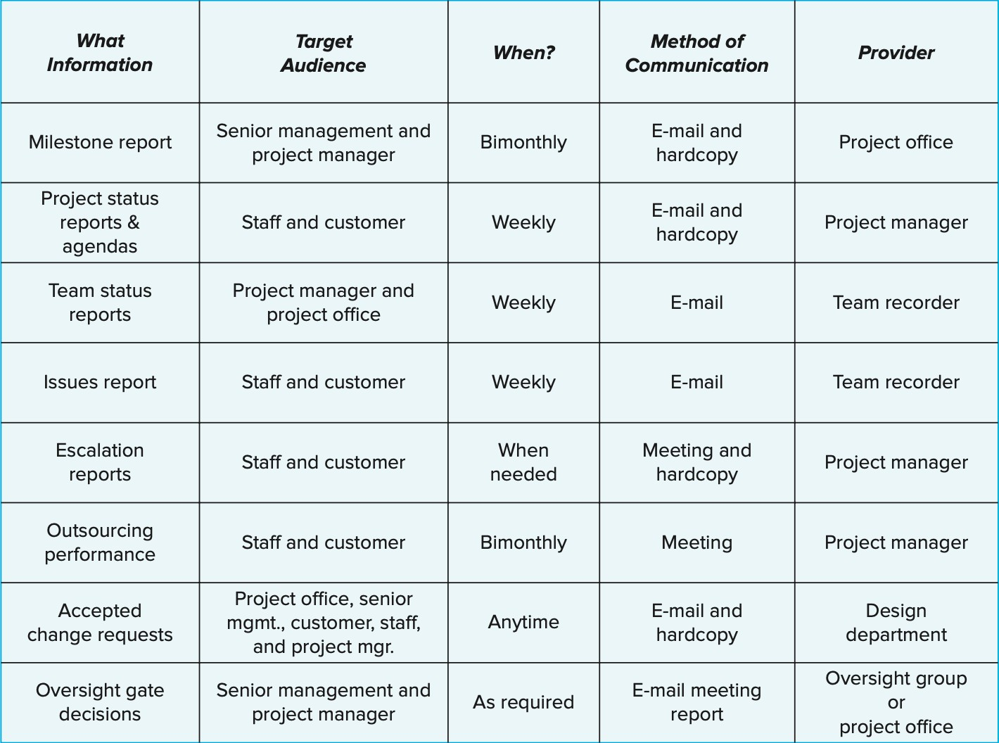 What
Information
Target
Audience
When?
Method of
Communication
Provider
Milestone report
Senior management and
project manager
Bimonthly
E-mail and
hardcopy
Project office
Project status
reports &
agendas
Staff and customer
Weekly
E-mail and
hardcopy
Project manager
Team status
reports
Project manager and
project office
Weekly
E-mail
Team recorder
Issues report
Staff and customer
Weekly
E-mail
Team recorder
Escalation
reports
Staff and customer
When
needed
Meeting and
hardcopy
Project manager
Outsourcing
performance
Staff and customer
Bimonthly
Meeting
Project manager
Accepted
change requests
Project office, senior
mgmt., customer, staff,
and project mgr.
Anytime
E-mail and
hardcopy
Design
department
Oversight gate
decisions
Senior management and
project manager
As required
E-mail meeting
report
Oversight group
or
project office